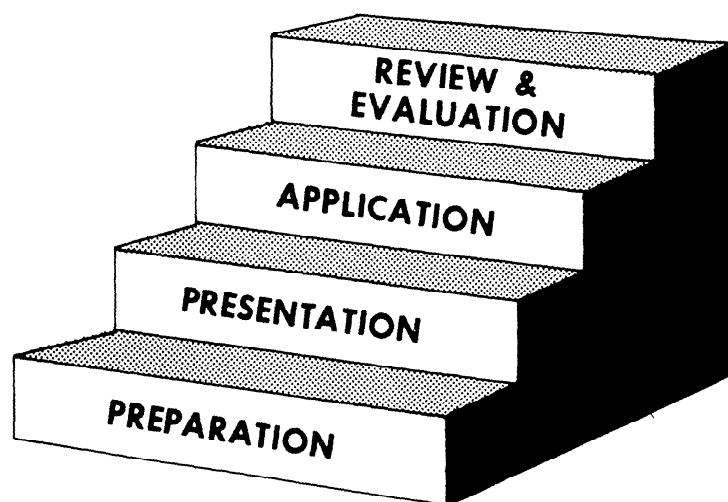 REVIEW &
EVALUATION
APPLICATION
PRESENTATION
PREPARATION